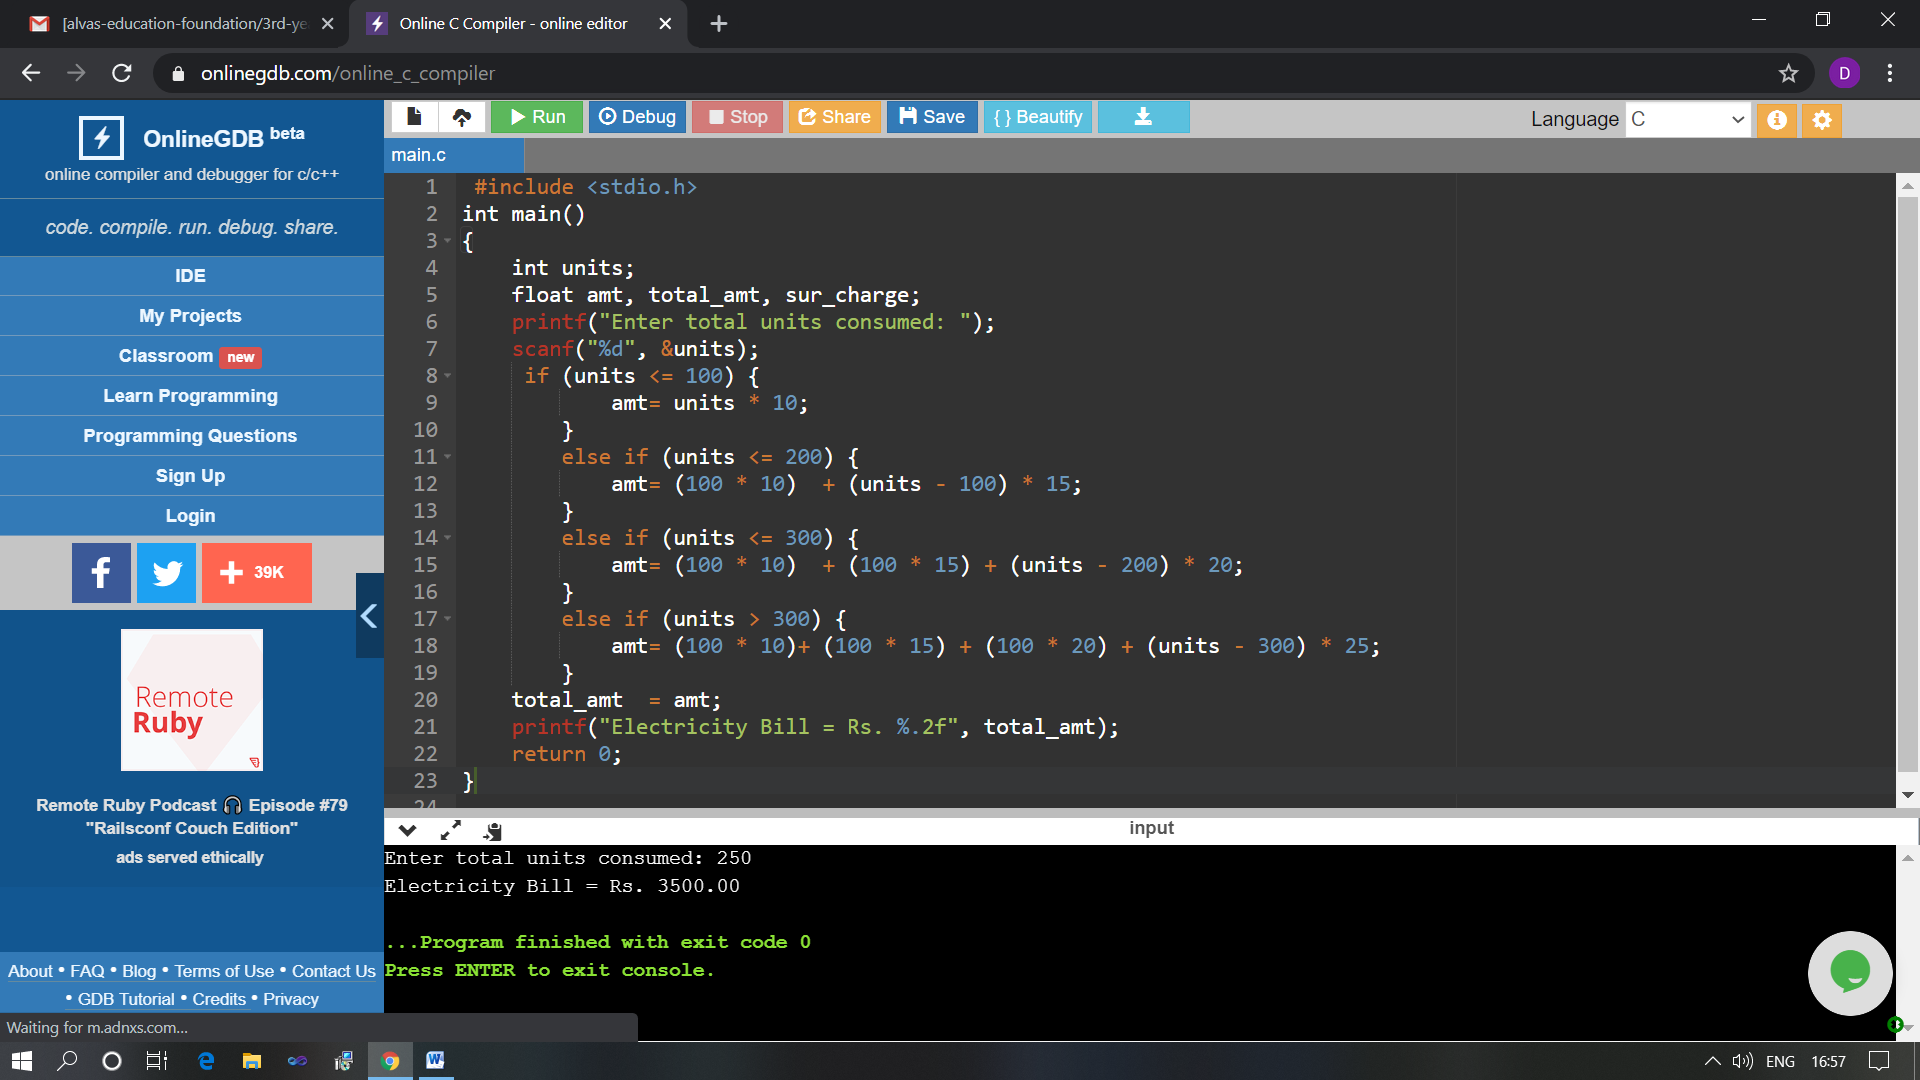 [alvas-education-foundation/3rd-ye
Online C Compiler - online editor
onlinegdb.com/online_c_compiler
D
OnlineGDB beta
online compiler and debugger for c/c++
code. compile. run. debug. share.
IDE
My Projects
Classroom new
Learn Programming
Programming Questions
Sign Up
Login
39K
Remote
Ruby
Remote Ruby Podcast 🎧 Episode #79
"Railsconf Couch Edition"
ads served ethically
About • FAQ • Blog • Terms of Use • Contact Us
• GDB Tutorial • Credits • Privacy
Waiting for m.adnxs.com...
Run Debug Stop Share Save { } Beautify
Language C
main.c
1 #include <stdio.h>
2 int main()
3 {
4 int units;
5 float amt, total_amt, sur_charge;
6 printf("Enter total units consumed: ");
7 scanf("%d", &units);
8 if (units <= 100) {
9 amt= units * 10;
10 }
11 else if (units <= 200) {
12 amt= (100 * 10) + (units - 100) * 15;
13 }
14 else if (units <= 300) {
15 amt= (100 * 10) + (100 * 15) + (units - 200) * 20;
16 }
17 else if (units > 300) {
18 amt= (100 * 10)+ (100 * 15) + (100 * 20) + (units - 300) * 25;
19 }
20 total_amt = amt;
21 printf("Electricity Bill = Rs. %.2f", total_amt);
22 return 0;
23 }
24
input
Enter total units consumed: 250
Electricity Bill = Rs. 3500.00
...Program finished with exit code 0
Press ENTER to exit console.
ENG 16:57